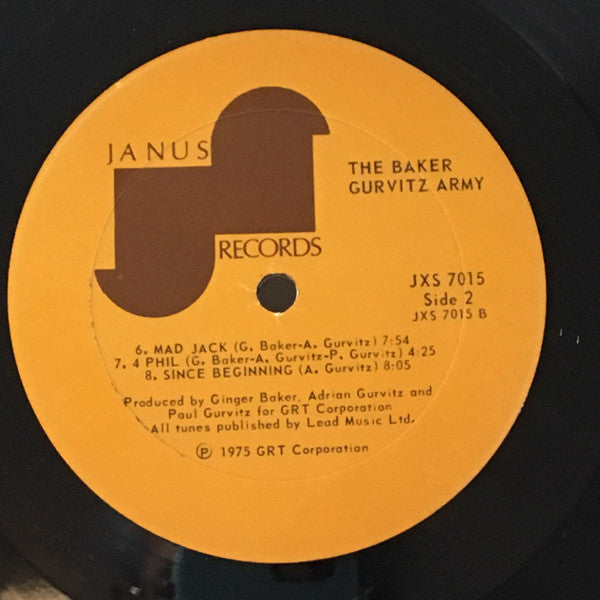 JANUS
RECORDS
THE BAKER
GURVITZ ARMY
JXS 7015
Side 2
JXS 7015 B
6. MAD JACK (G. Baker-A. Gurvitz) 7:54
7. 4 PHIL (G. Baker-A. Gurvitz-P. Gurvitz) 4:25
8. SINCE BEGINNING (A. Gurvitz) 8:05
Produced by Ginger Baker, Adrian Gurvitz and
Paul Gurvitz for GRT Corporation
All tunes published by Lead Music Ltd.
℗ 1975 GRT Corporation